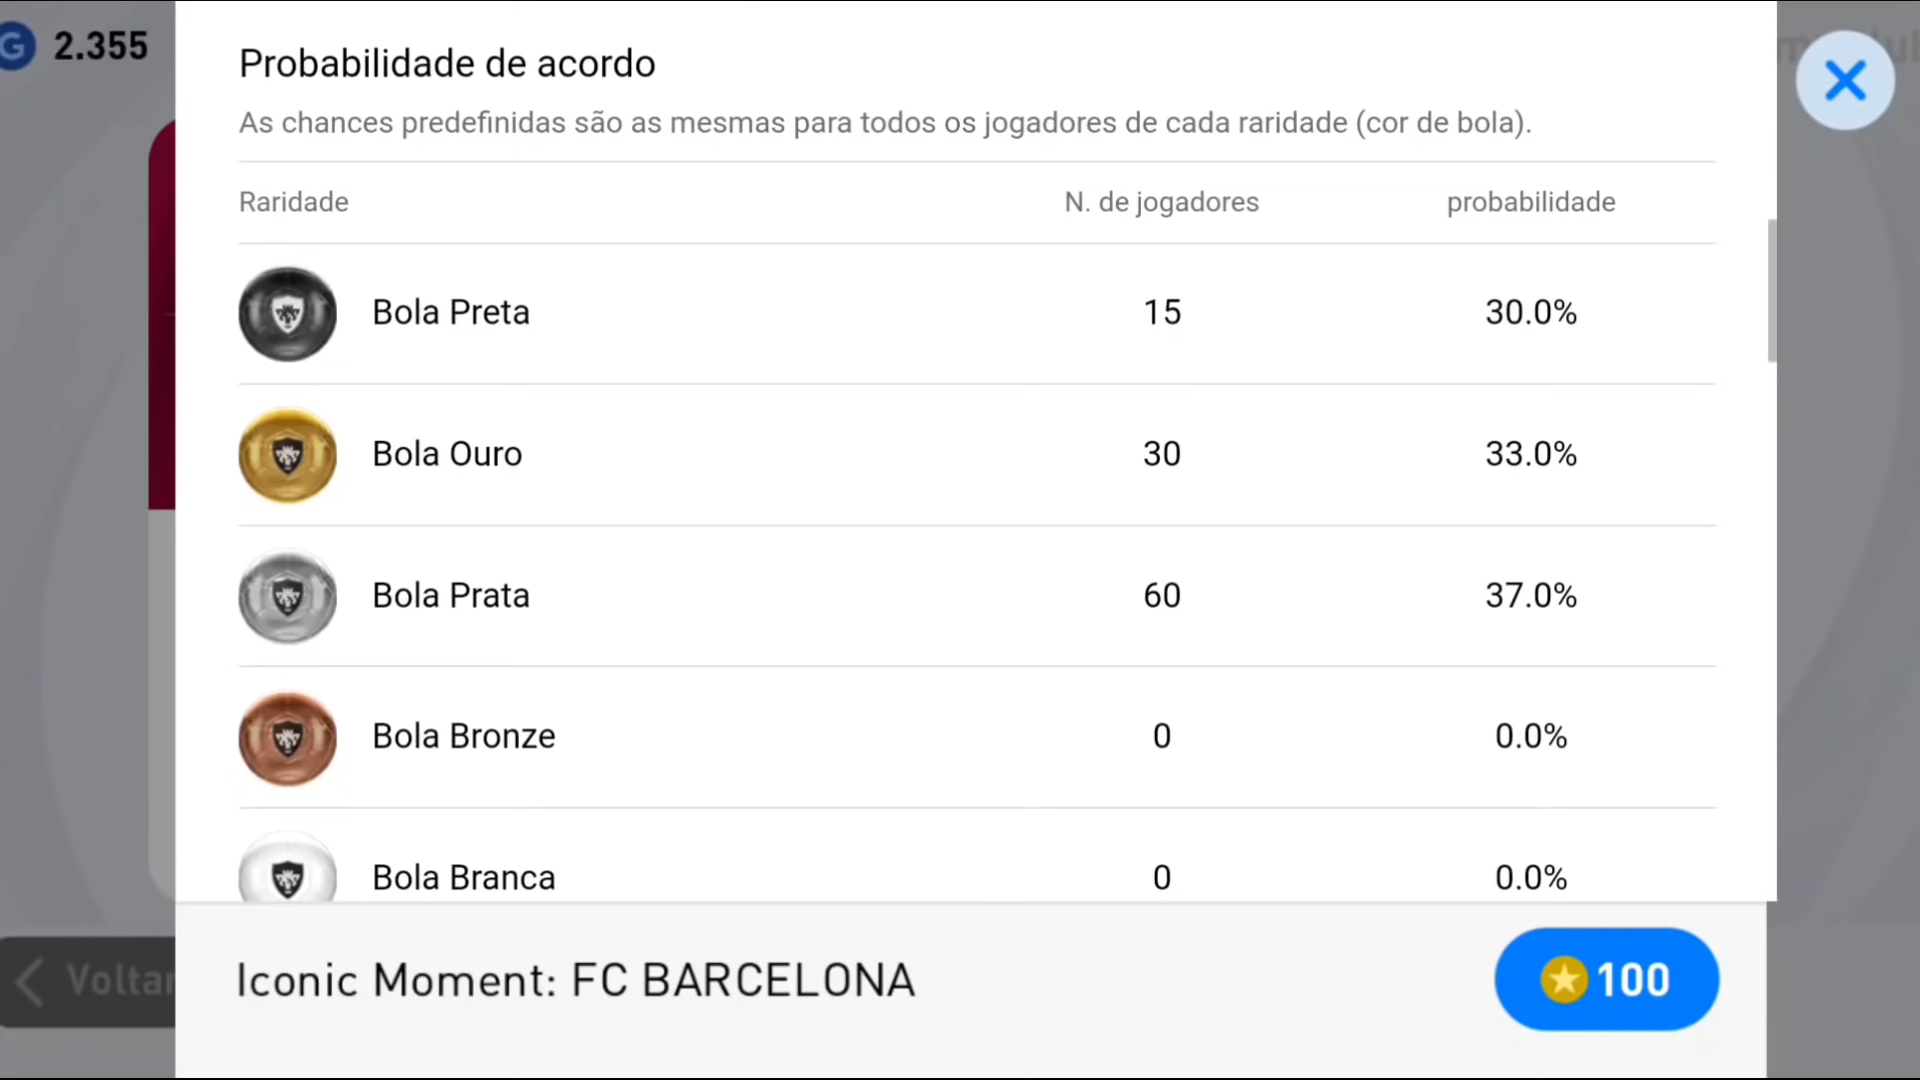 2.355
Probabilidade de acordo
As chances predefinidas são as mesmas para todos os jogadores de cada raridade (cor de bola).
Raridade N. de jogadores probabilidade
Bola Preta 15 30.0%
Bola Ouro 30 33.0%
Bola Prata 60 37.0%
Bola Bronze 0 0.0%
Bola Branca 0 0.0%
Voltar
Iconic Moment: FC BARCELONA
100